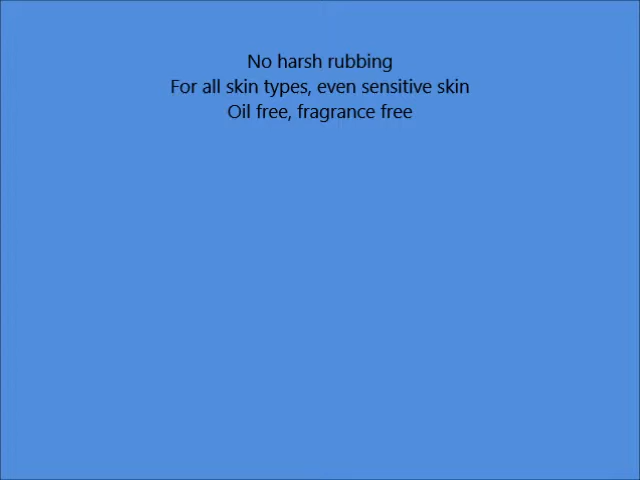 No harsh rubbing
For all skin types, even sensitive skin
Oil free, fragrance free